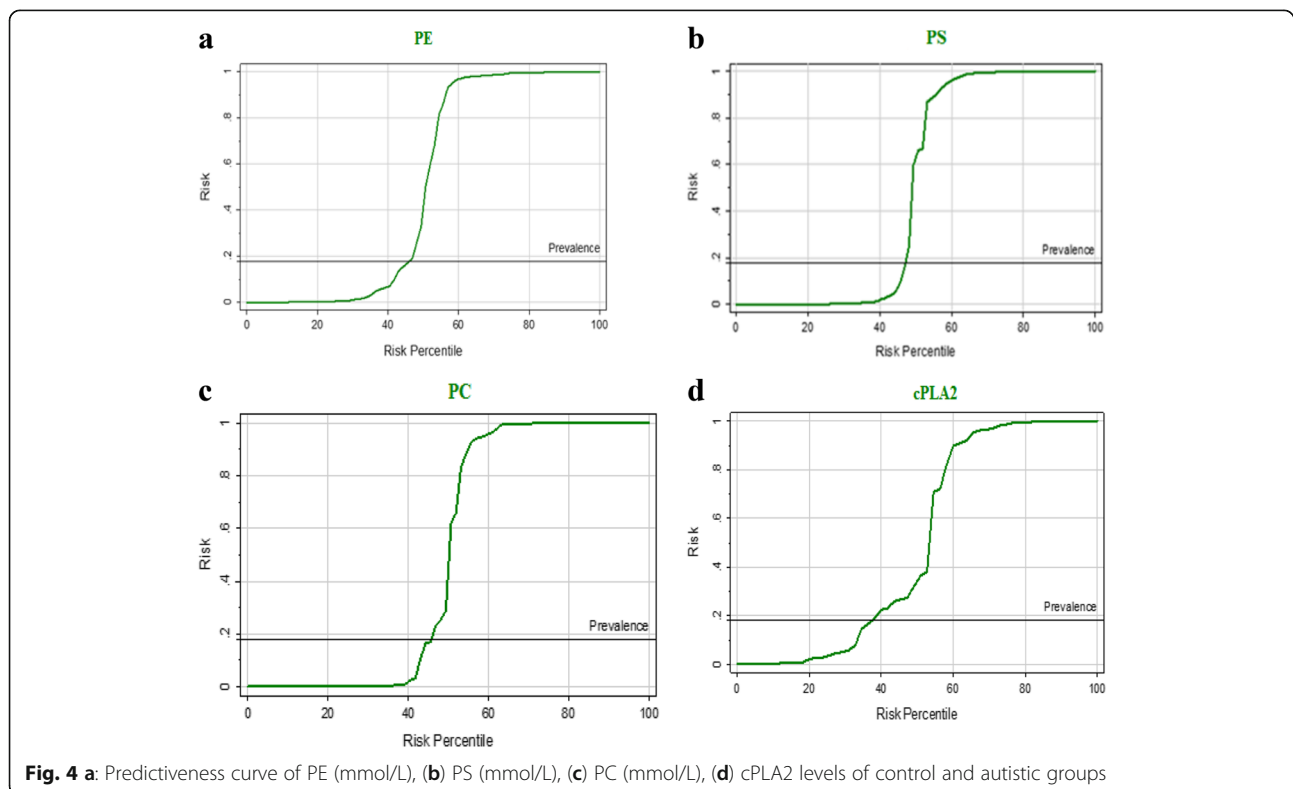 a
PE
Risk
0 .2 .4 .6 .8 1
Prevalence
0 20 40 60 80 100
Risk Percentile
b
PS
Risk
0 .2 .4 .6 .8 1
Prevalence
0 20 40 60 80 100
Risk Percentile
c
PC
Risk
0 .2 .4 .6 .8 1
Prevalence
0 20 40 60 80 100
Risk Percentile
d
cPLA2
Risk
0 .2 .4 .6 .8 1
Prevalence
0 20 40 60 80 100
Risk Percentile
Fig. 4 a: Predictiveness curve of PE (mmol/L), (b) PS (mmol/L), (c) PC (mmol/L), (d) cPLA2 levels of control and autistic groups